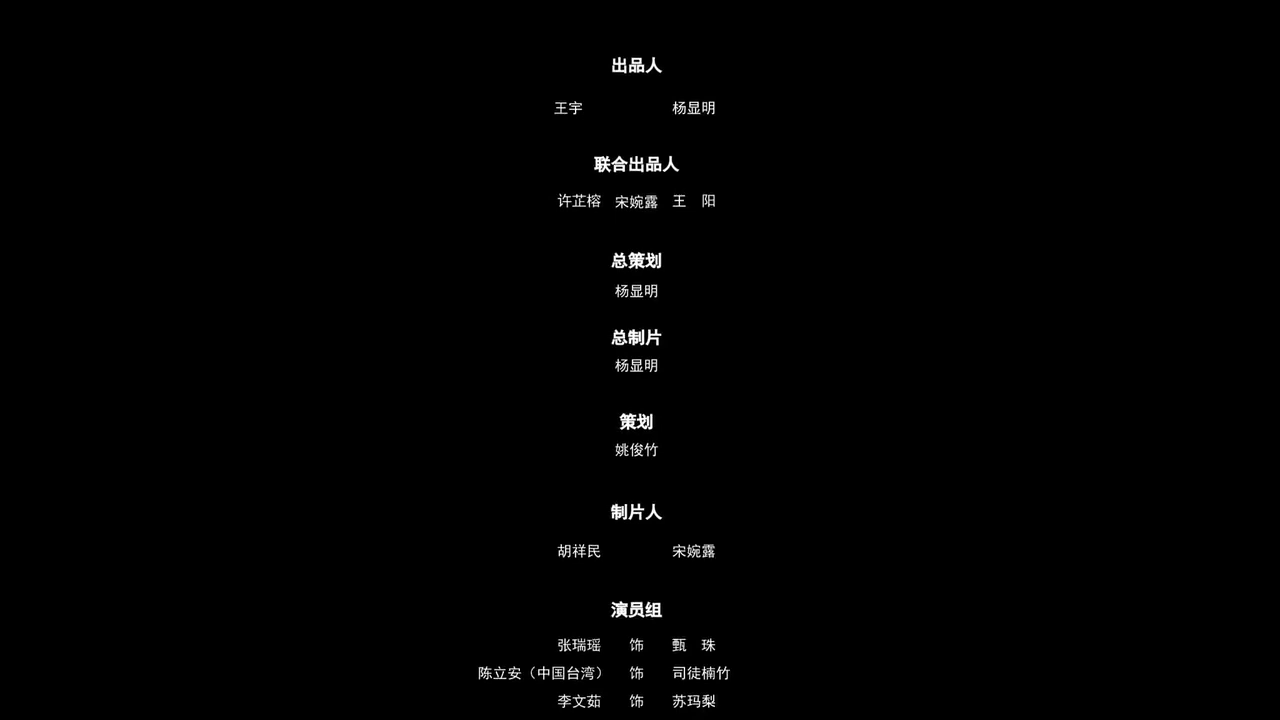 出品人
王宇 杨显明
联合出品人
许芷榕 宋婉露 王 阳
总策划
杨显明
总制片
杨显明
策划
姚俊竹
制片人
胡祥民 宋婉露
演员组
张瑞瑶 饰 甄 珠
陈立安（中国台湾） 饰 司徒楠竹
李文茹 饰 苏玛梨